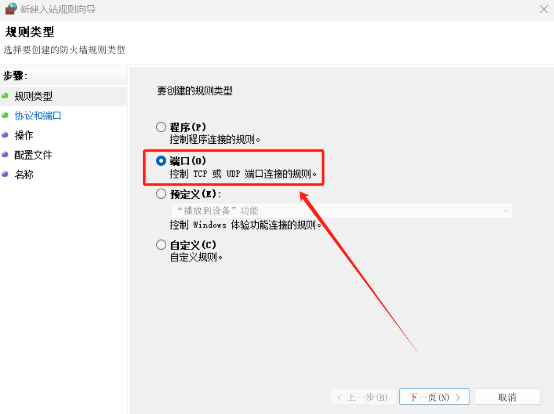 新建入站规则向导
规则类型
选择要创建的防火墙规则类型
步骤:
规则类型
协议和端口
操作
配置文件
名称
要创建的规则类型
程序(P)
控制程序连接的规则。
端口(O)
控制 TCP 或 UDP 端口连接的规则。
预定义(E):
“播放到设备”功能
控制 Windows 体验功能连接的规则。
自定义(C)
自定义规则。
< 上一步(B)
下一页(N) >
取消